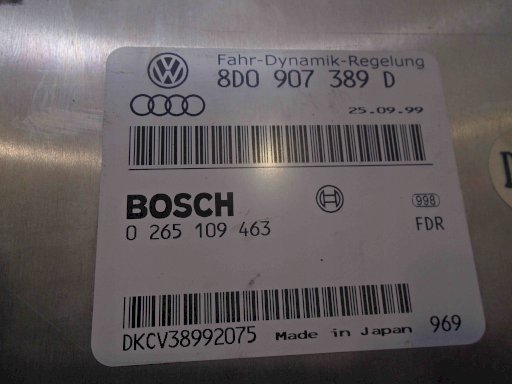 Fahr-Dynamik-Regelung
8D0 907 389 D
25.09.99
BOSCH
998
0 265 109 463
FDR
DKCV38992075 Made in Japan 969